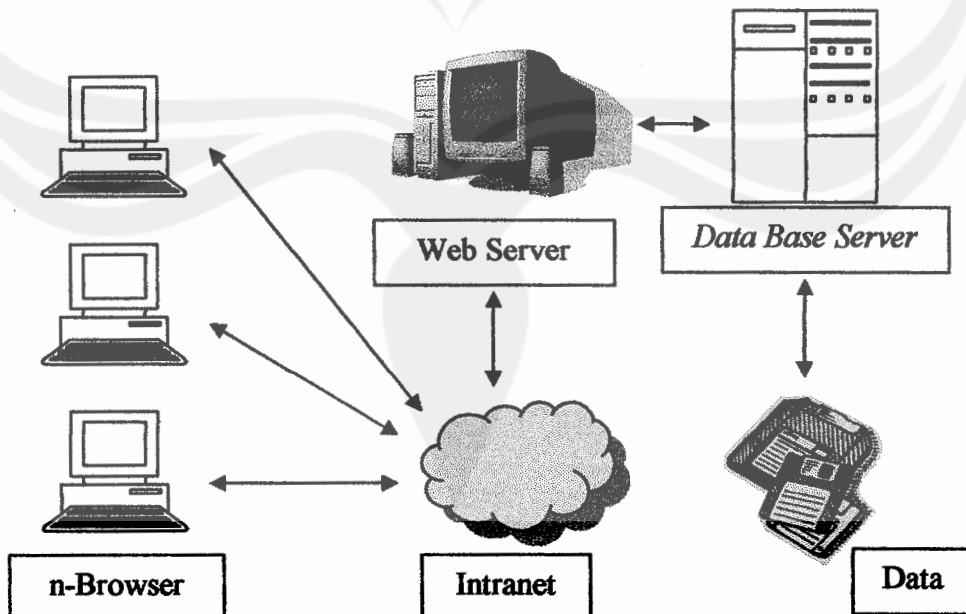 Web Server
Data Base Server
n-Browser
Intranet
Data